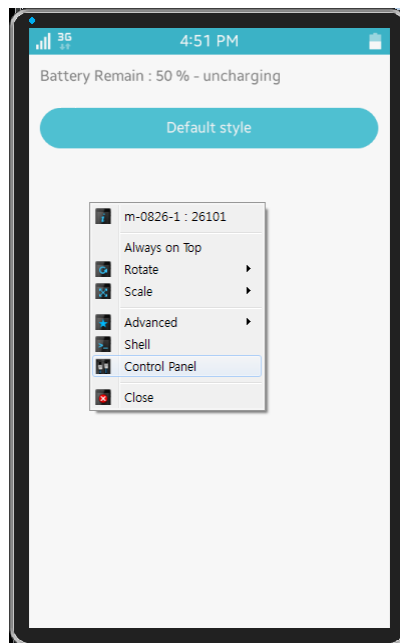 3G
4:51 PM
Battery Remain : 50 % - uncharging
Default style
m-0826-1 : 26101
Always on Top
Rotate
Scale
Advanced
Shell
Control Panel
Close